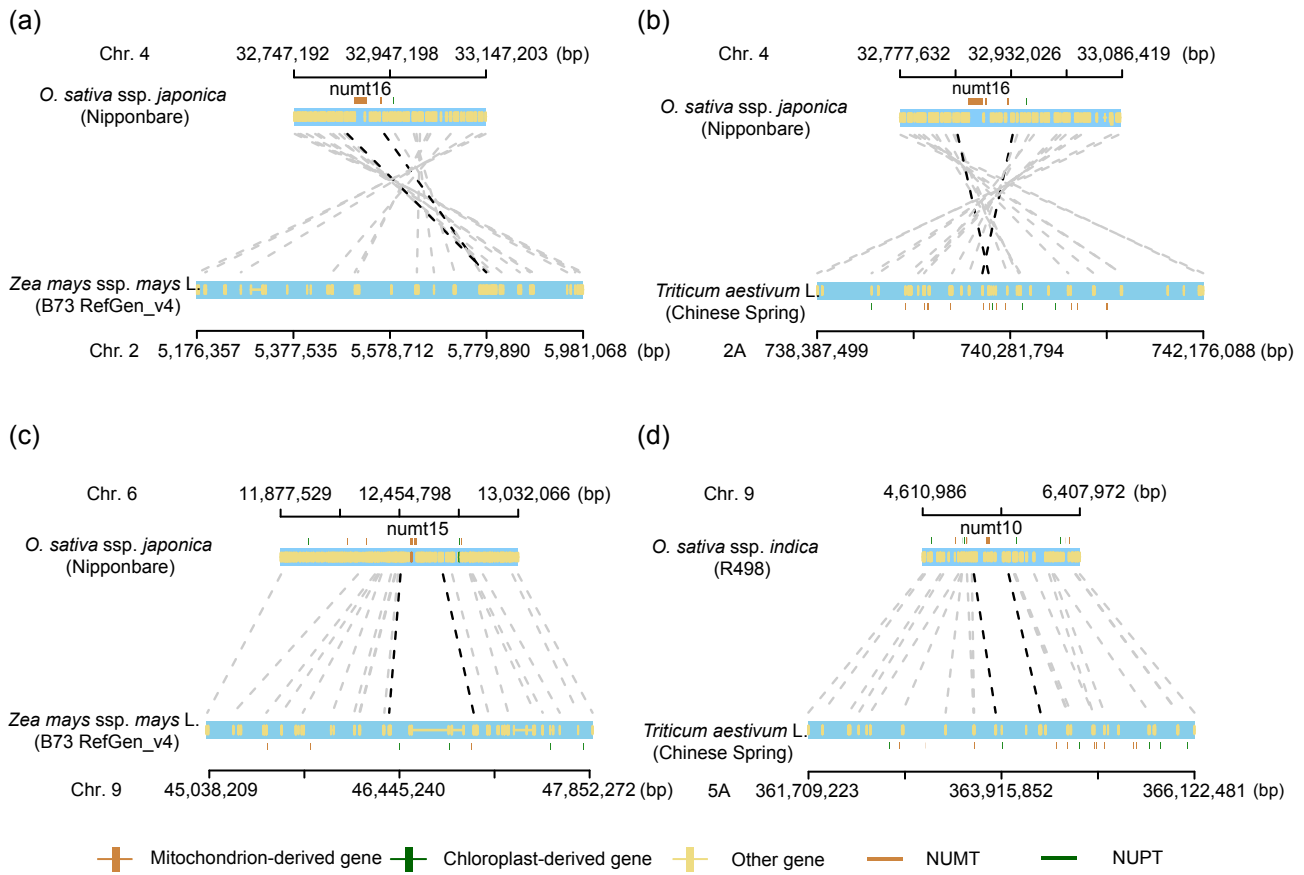 (a)
Chr. 4
32,747,192 32,947,198 33,147,203 (bp)
numt16
O. sativa ssp. japonica
(Nipponbare)
Zea mays ssp. mays L.
(B73 RefGen_v4)
Chr. 2 5,176,357 5,377,535 5,578,712 5,779,890 5,981,068 (bp)
(b)
Chr. 4
32,777,632 32,932,026 33,086,419 (bp)
numt16
O. sativa ssp. japonica
(Nipponbare)
Triticum aestivum L.
(Chinese Spring)
2A 738,387,499 740,281,794 742,176,088 (bp)
(c)
Chr. 6 11,877,529 12,454,798 13,032,066 (bp)
numt15
O. sativa ssp. japonica
(Nipponbare)
Zea mays ssp. mays L.
(B73 RefGen_v4)
Chr. 9 45,038,209 46,445,240 47,852,272 (bp)
(d)
Chr. 9 4,610,986 6,407,972 (bp)
numt10
O. sativa ssp. indica
(R498)
Triticum aestivum L.
(Chinese Spring)
5A 361,709,223 363,915,852 366,122,481 (bp)
Mitochondrion-derived gene Chloroplast-derived gene Other gene NUMT NUPT